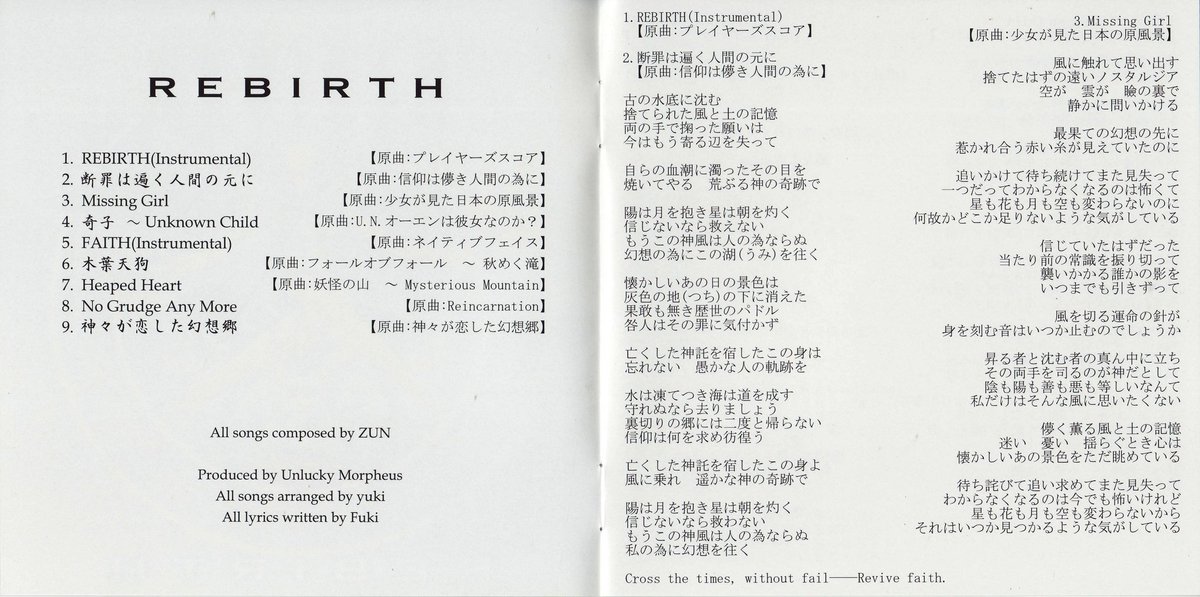 REBIRTH
1. REBIRTH(Instrumental) 【原曲:プレイヤーズスコア】
2. 断罪は遍く人間の元に 【原曲:信仰は儚き人間の為に】
3. Missing Girl 【原曲:少女が見た日本の原風景】
4. 奇子 ～ Unknown Child 【原曲:U.N.オーエンは彼女なのか?】
5. FAITH(Instrumental) 【原曲:ネイティブフェイス】
6. 木葉天狗 【原曲:フォールオブフォール ～ 秋めく滝】
7. Heaped Heart 【原曲:妖怪の山 ～ Mysterious Mountain】
8. No Grudge Any More 【原曲:Reincarnation】
9. 神々が恋した幻想郷 【原曲:神々が恋した幻想郷】
All songs composed by ZUN
Produced by Unlucky Morpheus
All songs arranged by yuki
All lyrics written by Fuki
1.REBIRTH(Instrumental)
【原曲:プレイヤーズスコア】
2.断罪は遍く人間の元に
【原曲:信仰は儚き人間の為に】
古の水底に沈む
捨てられた風と土の記憶
両の手で掬った願いは
今はもう寄る辺を失って
自らの血潮に濁ったその目を
焼いてやる 荒ぶる神の奇跡で
陽は月を抱き星は朝を灼く
信じないなら救えない
もうこの神風は人の為ならぬ
幻想の為にこの湖(うみ)を往く
懐かしいあの日の景色は
灰色の地(つち)の下に消えた
果敢も無き歴世のパドル
咎人はその罪に気付かず
亡くした神託を宿したこの身は
忘れない 愚かな人の軌跡を
水は凍てつき海は道を成す
守れぬなら去りましょう
裏切りの郷には二度と帰らない
信仰は何を求め彷徨う
亡くした神託を宿したこの身よ
風に乗れ 遥かな神の奇跡で
陽は月を抱き星は朝を灼く
信じないなら救わない
もうこの神風は人の為ならぬ
私の為に幻想を往く
Cross the times, without fail──Revive faith.
3.Missing Girl
【原曲:少女が見た日本の原風景】
風に触れて思い出す
捨てたはずの遠いノスタルジア
空が 雲が 瞼の裏で
静かに問いかける
最果ての幻想の先に
惹かれ合う赤い糸が見えていたのに
追いかけて待ち続けてまた見失って
一つだってわからなくなるのは怖くて
星も花も月も空も変わらないのに
何故かどこか足りないような気がしている
信じていたはずだった
当たり前の常識を振り切って
襲いかかる誰かの影を
いつまでも引きずって
風を切る運命の針が
身を刻む音はいつか止むのでしょうか
昇る者と沈む者の真ん中に立ち
その両手を司るのが神だとして
陰も陽も善も悪も等しいなんて
私だけはそんな風に思いたくない
儚く薫る風と土の記憶
迷い 憂い 揺らぐとき心は
懐かしいあの景色をただ眺めている
待ち詫びて追い求めてまた見失って
わからなくなるのは今でも怖いけれど
星も花も月も空も変わらないから
それはいつか見つかるような気がしている